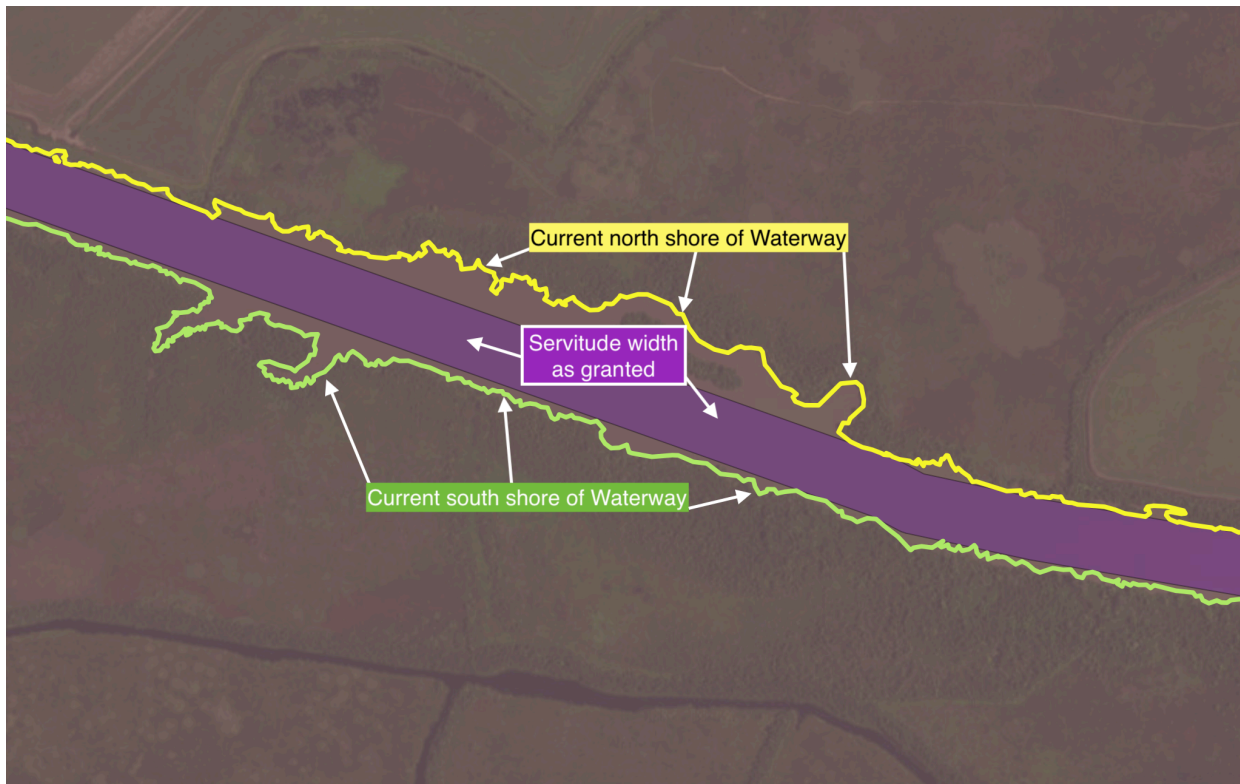 Current north shore of Waterway
Servitude width
as granted
Current south shore of Waterway